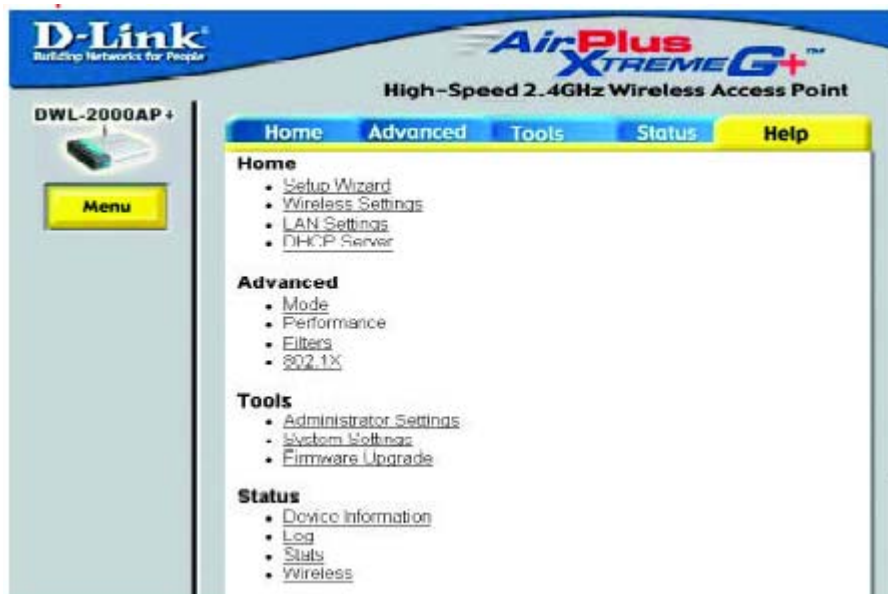 D-Link
Building Networks for People
AirPlus
XTREME G+™
High-Speed 2.4GHz Wireless Access Point
DWL-2000AP+
Menu
Home Advanced Tools Status Help
Home
• Setup Wizard
• Wireless Settings
• LAN Settings
• DHCP Server
Advanced
• Mode
• Performance
• Filters
• 802.1X
Tools
• Administrator Settings
• System Settings
• Firmware Upgrade
Status
• Device Information
• Log
• Stats
• Wireless